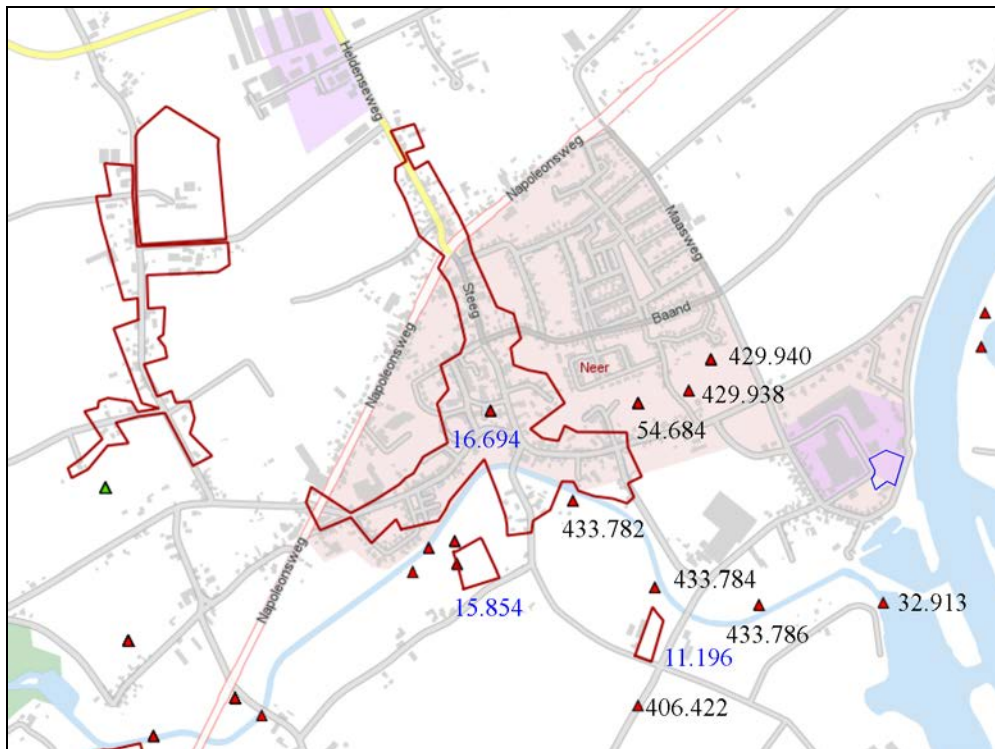 Heldenseweg
Napoleonsweg
Maasweg
Steeg
Baand
Napoleonsweg
Neer
429.940
429.938
54.684
16.694
433.782
Napoleonsweg
433.784
15.854
433.786
32.913
11.196
406.422